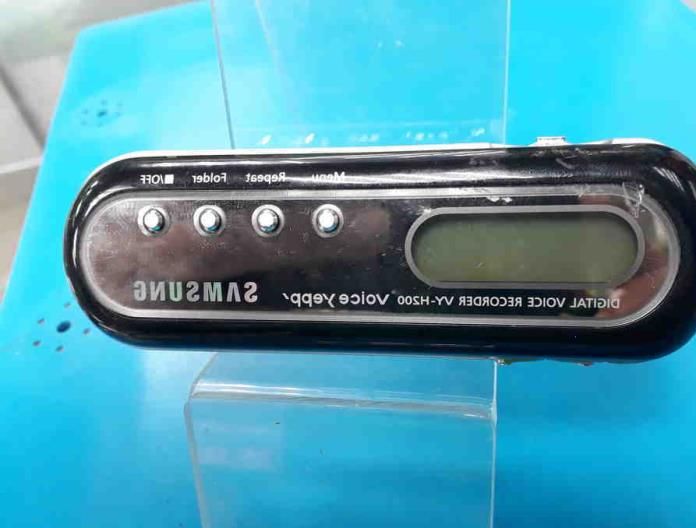 Menu Repeat Folder ■/OFF
SAMSUNG
DIGITAL VOICE RECORDER VY-H200 Voice yepp'